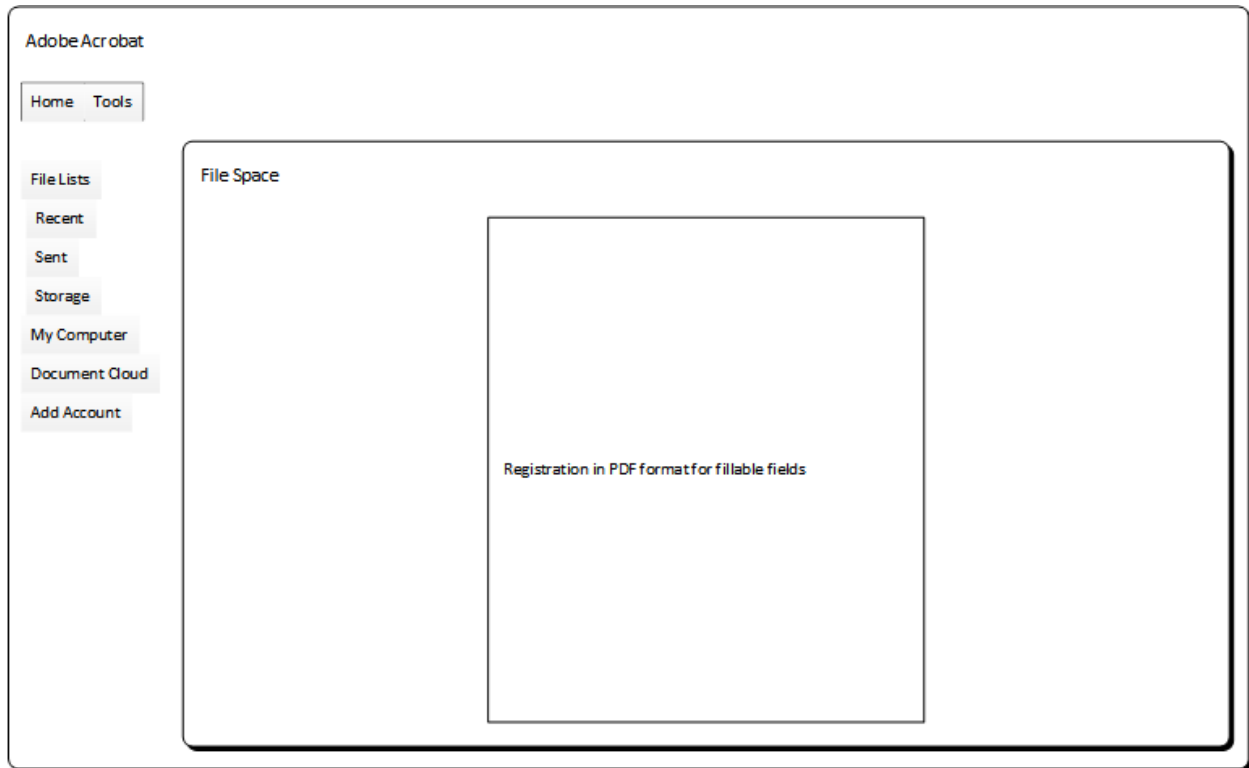 Adobe Acrobat
Home Tools
File Lists
File Space
Recent
Sent
Storage
My Computer
Document Cloud
Add Account
Registration in PDF format for fillable fields